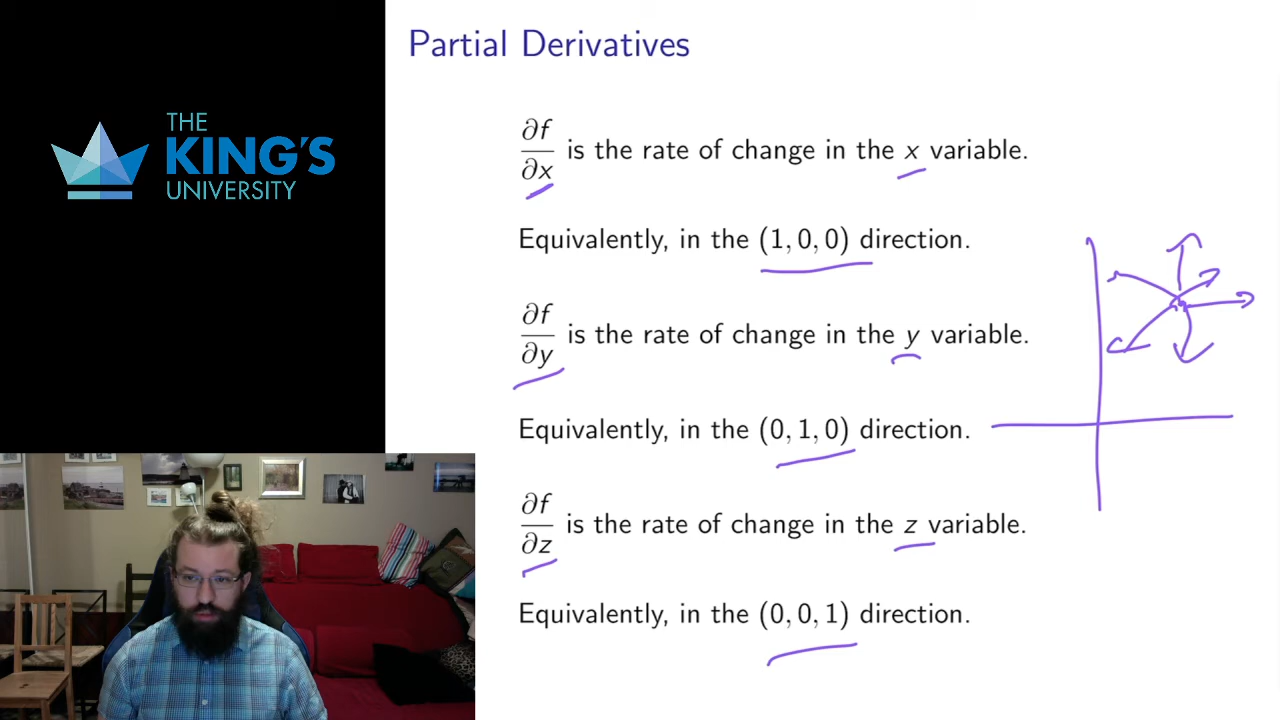 THE
KING'S
UNIVERSITY
Partial Derivatives
∂f/∂x is the rate of change in the x variable.
Equivalently, in the (1, 0, 0) direction.
∂f/∂y is the rate of change in the y variable.
Equivalently, in the (0, 1, 0) direction.
∂f/∂z is the rate of change in the z variable.
Equivalently, in the (0, 0, 1) direction.